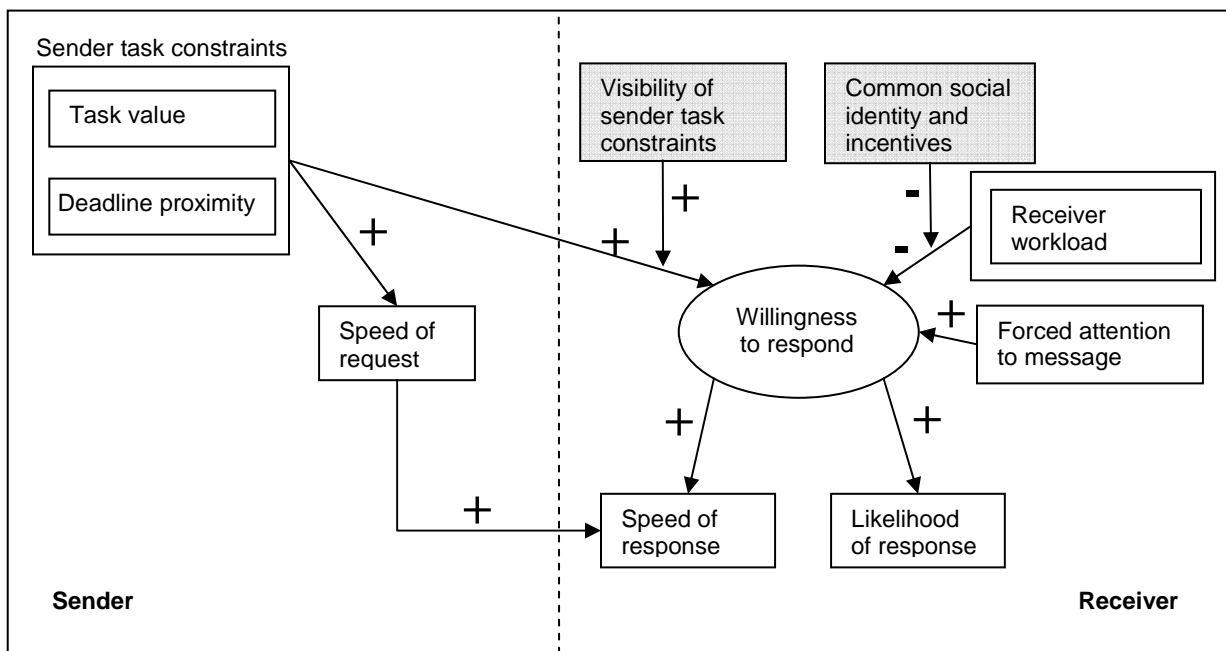 Sender task constraints
Task value
Deadline proximity
Visibility of
sender task
constraints
Common social
identity and
incentives
Receiver
workload
+
+
+
-
-
Willingness
to respond
+
Forced attention
to message
Speed of
request
+
+
+
Speed of
response
Likelihood
of response
Sender
Receiver